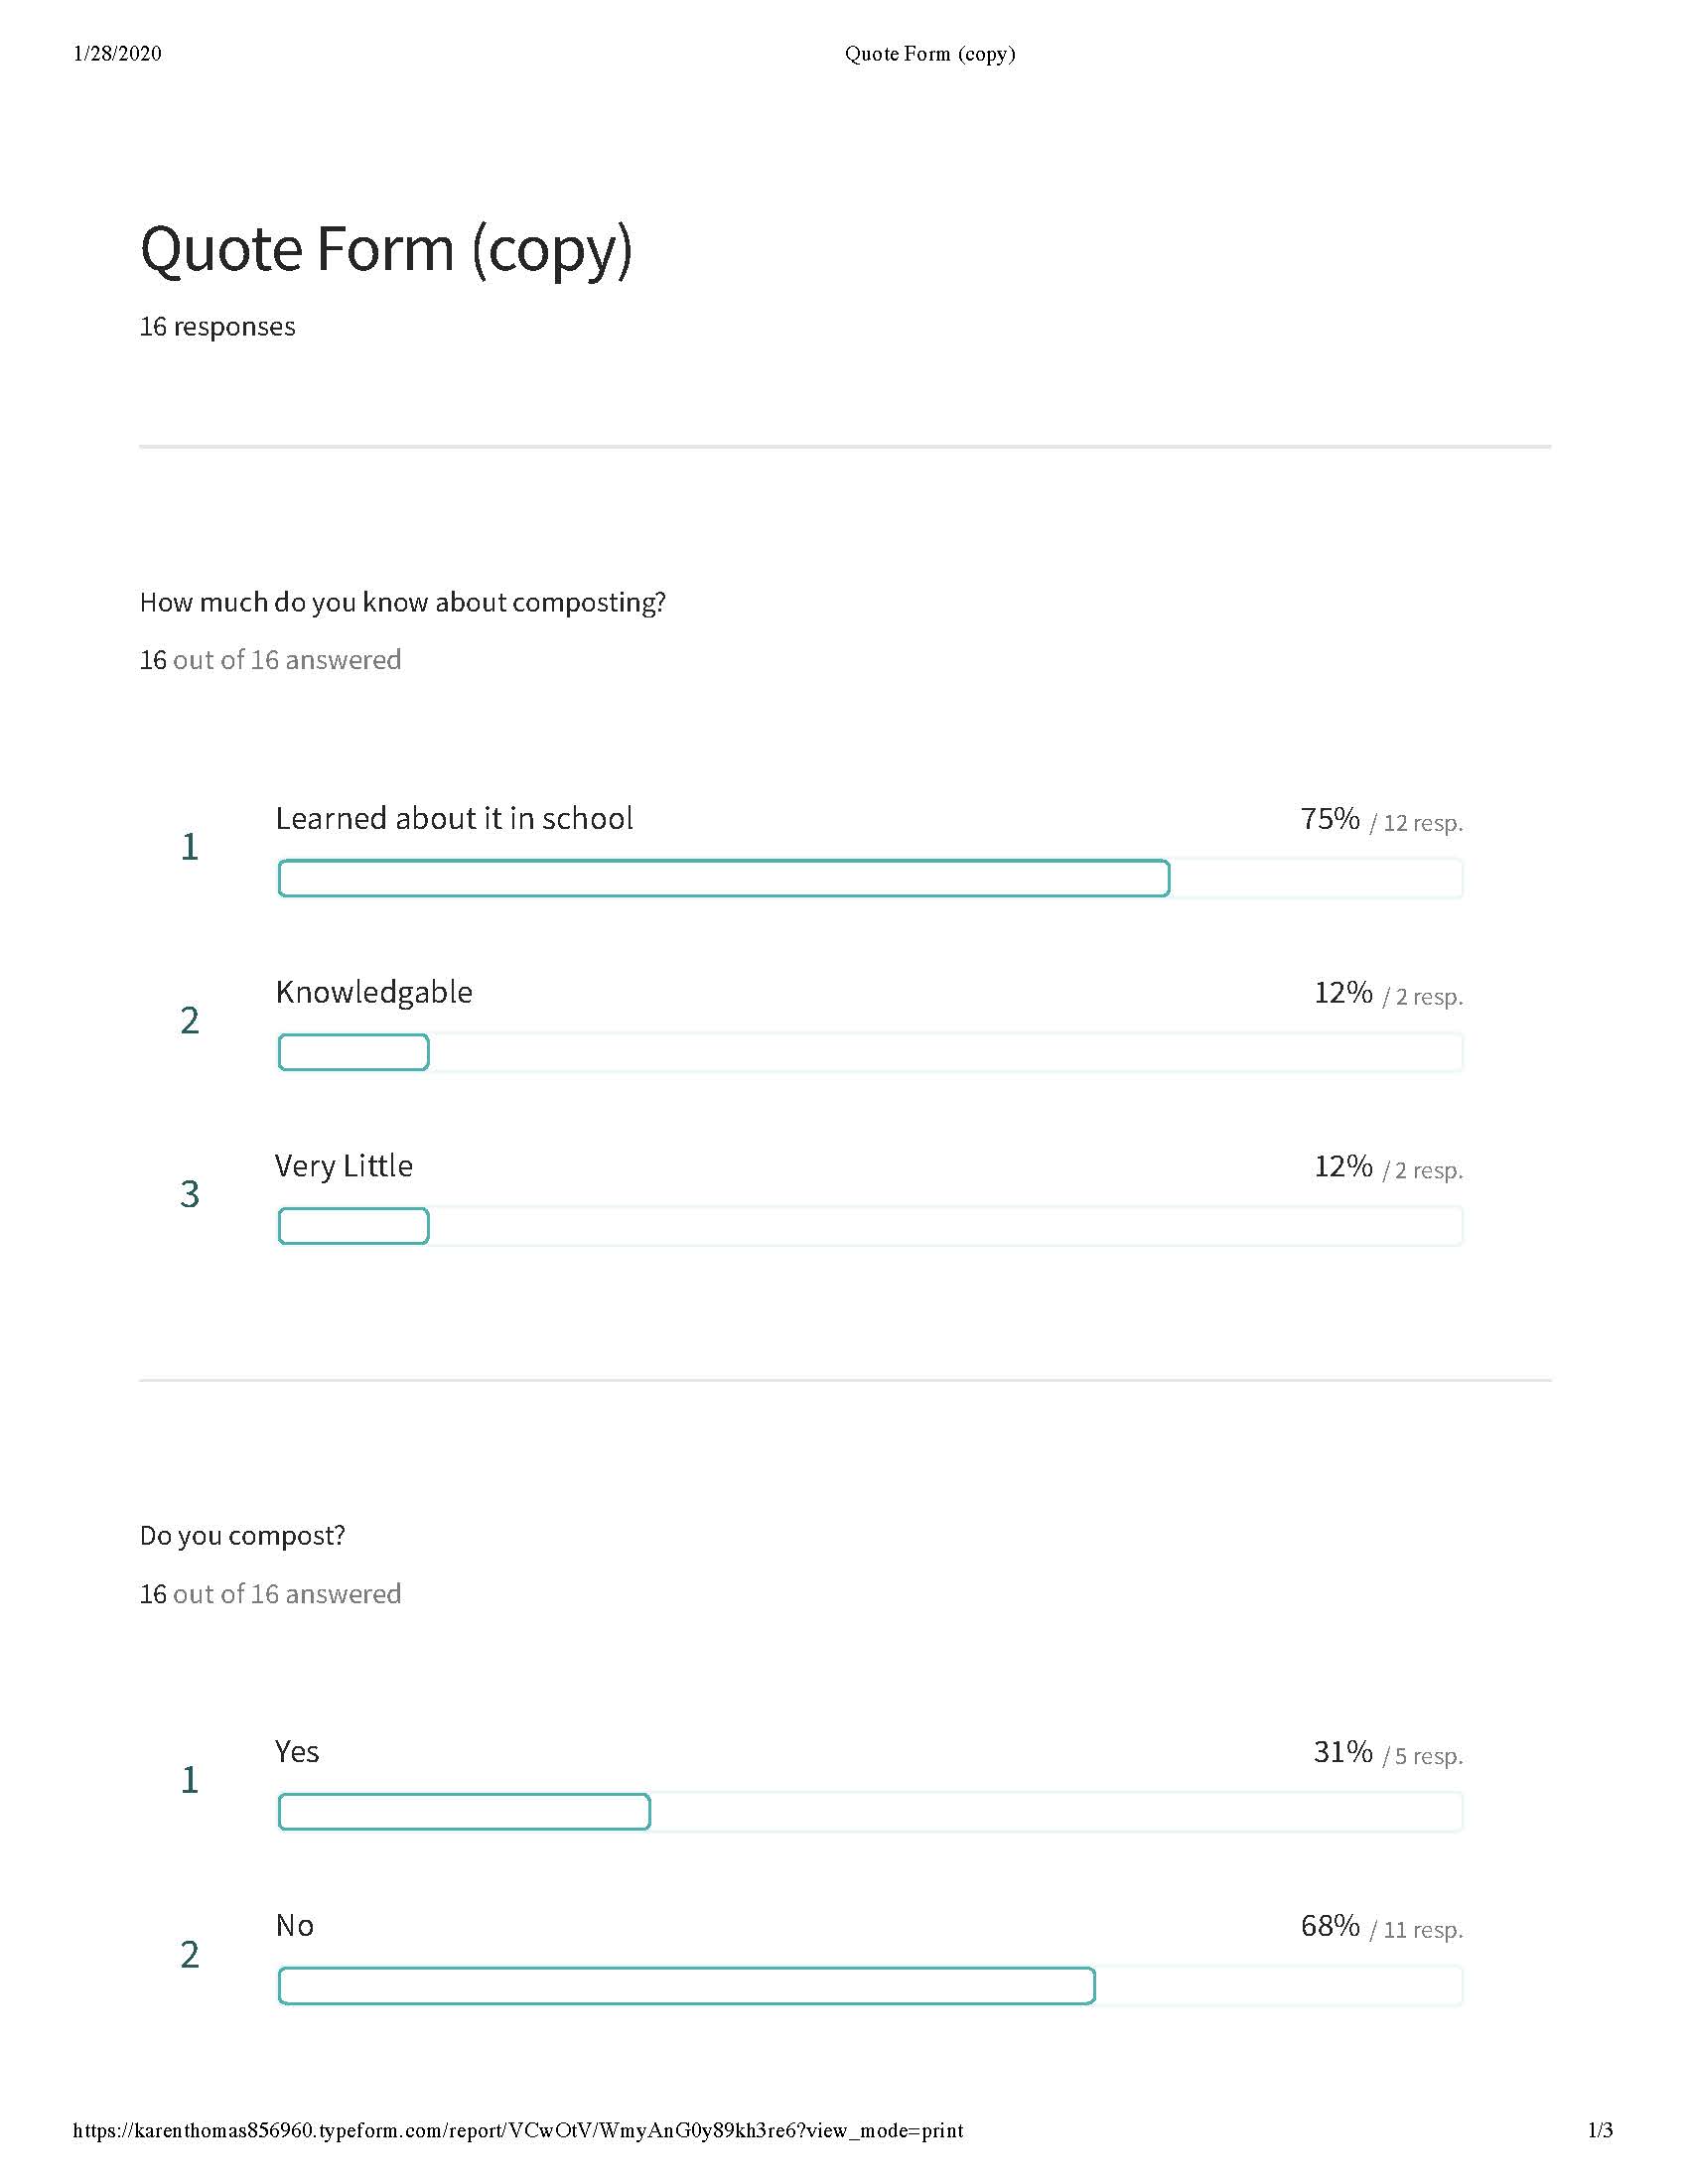 1/28/2020 Quote Form (copy)
Quote Form (copy)
16 responses
How much do you know about composting?
16 out of 16 answered
1 Learned about it in school 75% / 12 resp.
2 Knowledgable 12% / 2 resp.
3 Very Little 12% / 2 resp.
Do you compost?
16 out of 16 answered
1 Yes 31% / 5 resp.
2 No 68% / 11 resp.
https://karenthomas856960.typeform.com/report/VCwOtV/WmyAnG0y89kh3re6?view_mode=print 1/3